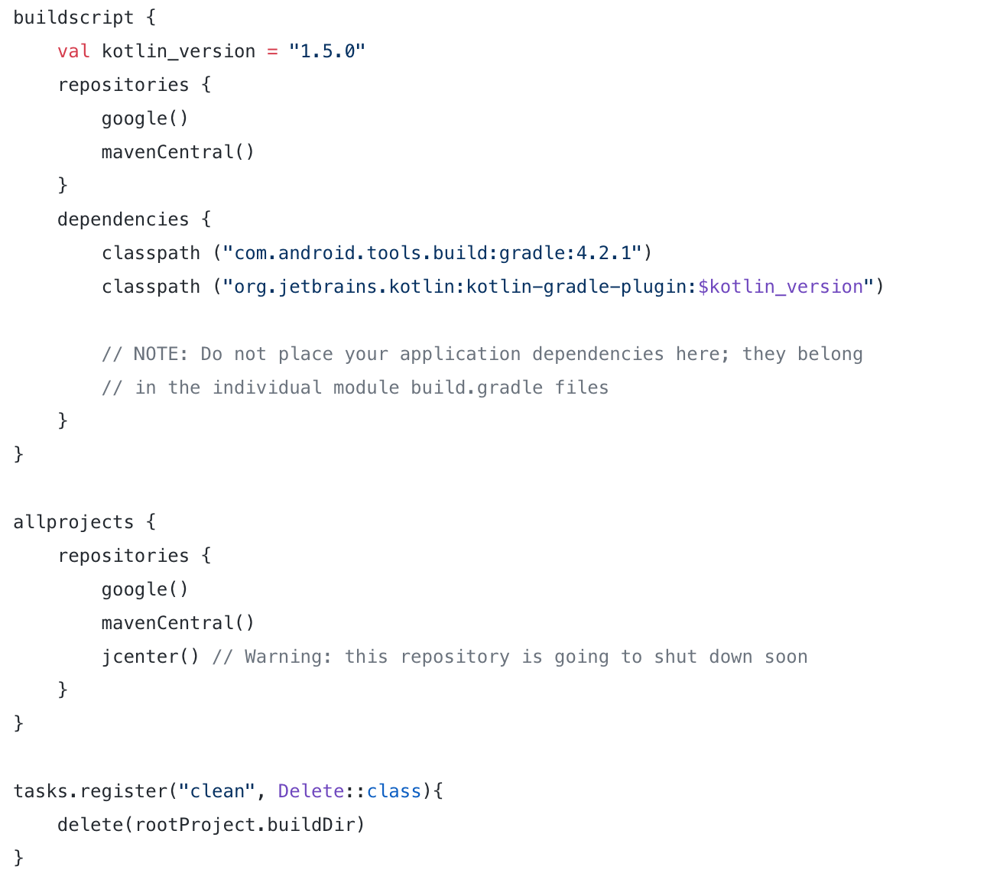 buildscript {
    val kotlin_version = "1.5.0"
    repositories {
        google()
        mavenCentral()
    }
    dependencies {
        classpath ("com.android.tools.build:gradle:4.2.1")
        classpath ("org.jetbrains.kotlin:kotlin-gradle-plugin:$kotlin_version")

        // NOTE: Do not place your application dependencies here; they belong
        // in the individual module build.gradle files
    }
}

allprojects {
    repositories {
        google()
        mavenCentral()
        jcenter() // Warning: this repository is going to shut down soon
    }
}

tasks.register("clean", Delete::class){
    delete(rootProject.buildDir)
}